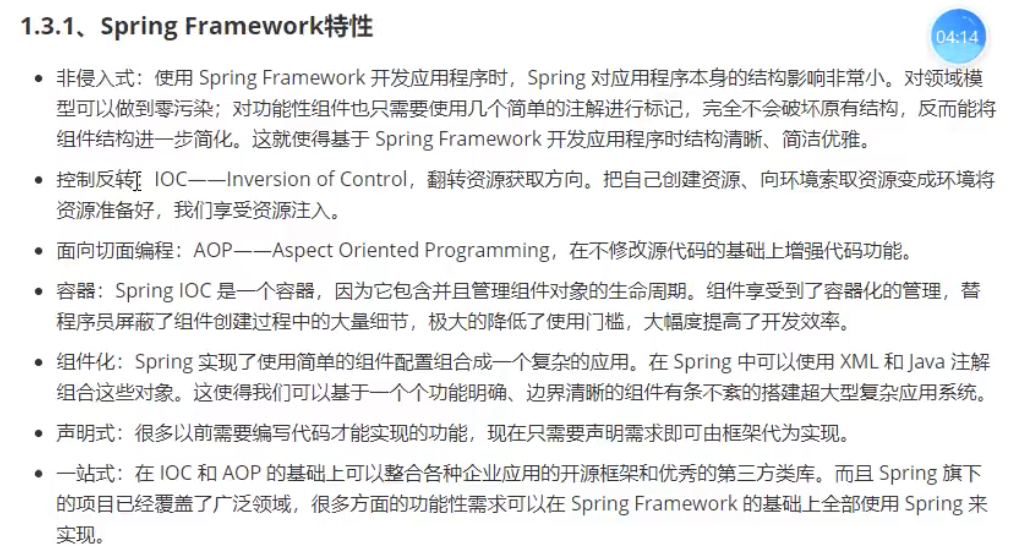 1.3.1、Spring Framework特性
04:14
• 非侵入式：使用 Spring Framework 开发应用程序时，Spring 对应用程序本身的结构影响非常小。对领域模
型可以做到零污染；对功能性组件也只需要使用几个简单的注解进行标记，完全不会破坏原有结构，反而能将
组件结构进一步简化。这就使得基于 Spring Framework 开发应用程序时结构清晰、简洁优雅。
• 控制反转：IOC——Inversion of Control，翻转资源获取方向。把自己创建资源、向环境索取资源变成环境将
资源准备好，我们享受资源注入。
• 面向切面编程：AOP——Aspect Oriented Programming，在不修改源代码的基础上增强代码功能。
• 容器：Spring IOC 是一个容器，因为它包含并且管理组件对象的生命周期。组件享受到了容器化的管理，替
程序员屏蔽了组件创建过程中的大量细节，极大的降低了使用门槛，大幅度提高了开发效率。
• 组件化：Spring 实现了使用简单的组件配置组合成一个复杂的应用。在 Spring 中可以使用 XML 和 Java 注解
组合这些对象。这使得我们可以基于一个个功能明确、边界清晰的组件有条不紊的搭建超大型复杂应用系统。
• 声明式：很多以前需要编写代码才能实现的功能，现在只需要声明需求即可由框架代为实现。
• 一站式：在 IOC 和 AOP 的基础上可以整合各种企业应用的开源框架和优秀的第三方类库。而且 Spring 旗下
的项目已经覆盖了广泛领域，很多方面的功能性需求可以在 Spring Framework 的基础上全部使用 Spring 来
实现。